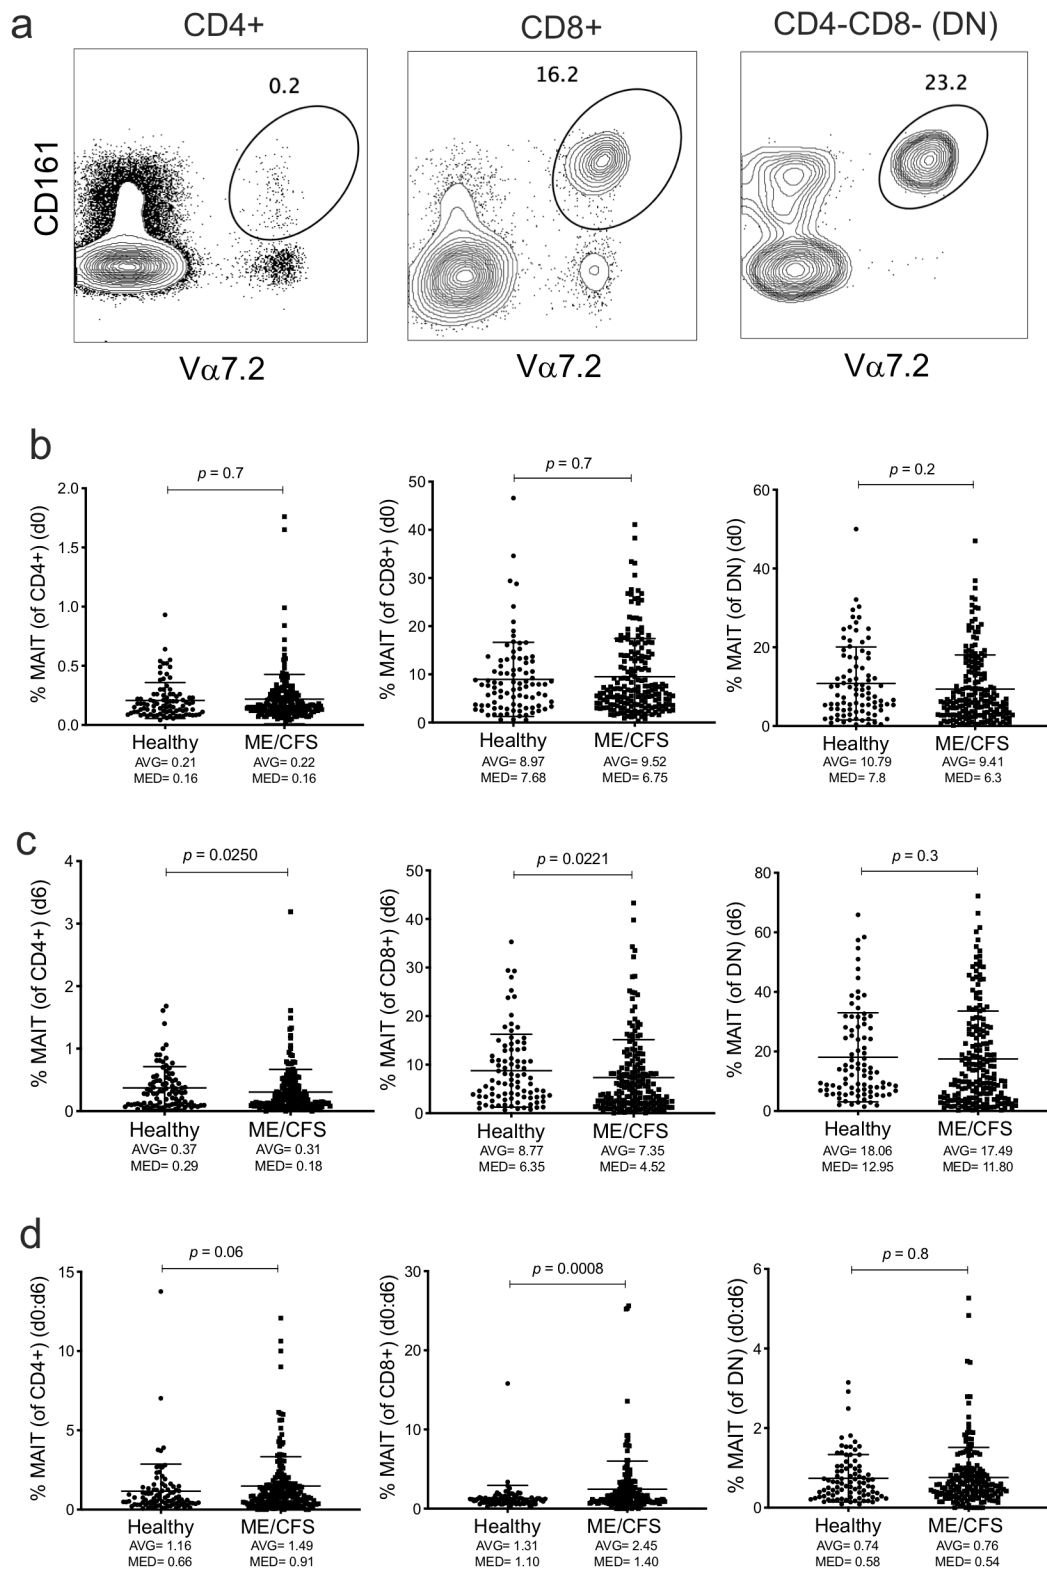 a
CD4+ CD8+ CD4-CD8- (DN)
0.2 16.2 23.2
CD161
Vα7.2 Vα7.2 Vα7.2
b
p = 0.7 p = 0.7 p = 0.2
% MAIT (of CD4+) (d0)
2.0
1.5
1.0
0.5
0.0
Healthy ME/CFS
AVG= 0.21 AVG= 0.22
MED= 0.16 MED= 0.16
% MAIT (of CD8+) (d0)
50
40
30
20
10
0
Healthy ME/CFS
AVG= 8.97 AVG= 9.52
MED= 7.68 MED= 6.75
% MAIT (of DN) (d0)
60
40
20
0
Healthy ME/CFS
AVG= 10.79 AVG= 9.41
MED= 7.8 MED= 6.3
c
p = 0.0250 p = 0.0221 p = 0.3
% MAIT (of CD4+) (d6)
4
3
2
1
0
Healthy ME/CFS
AVG= 0.37 AVG= 0.31
MED= 0.29 MED= 0.18
% MAIT (of CD8+) (d6)
50
40
30
20
10
0
Healthy ME/CFS
AVG= 8.77 AVG= 7.35
MED= 6.35 MED= 4.52
% MAIT (of DN) (d6)
80
60
40
20
0
Healthy ME/CFS
AVG= 18.06 AVG= 17.49
MED= 12.95 MED= 11.80
d
p = 0.06 p = 0.0008 p = 0.8
% MAIT (of CD4+) (d0:d6)
15
10
5
0
Healthy ME/CFS
AVG= 1.16 AVG= 1.49
MED= 0.66 MED= 0.91
% MAIT (of CD8+) (d0:d6)
30
20
10
0
Healthy ME/CFS
AVG= 1.31 AVG= 2.45
MED= 1.10 MED= 1.40
% MAIT (of DN) (d0:d6)
6
4
2
0
Healthy ME/CFS
AVG= 0.74 AVG= 0.76
MED= 0.58 MED= 0.54